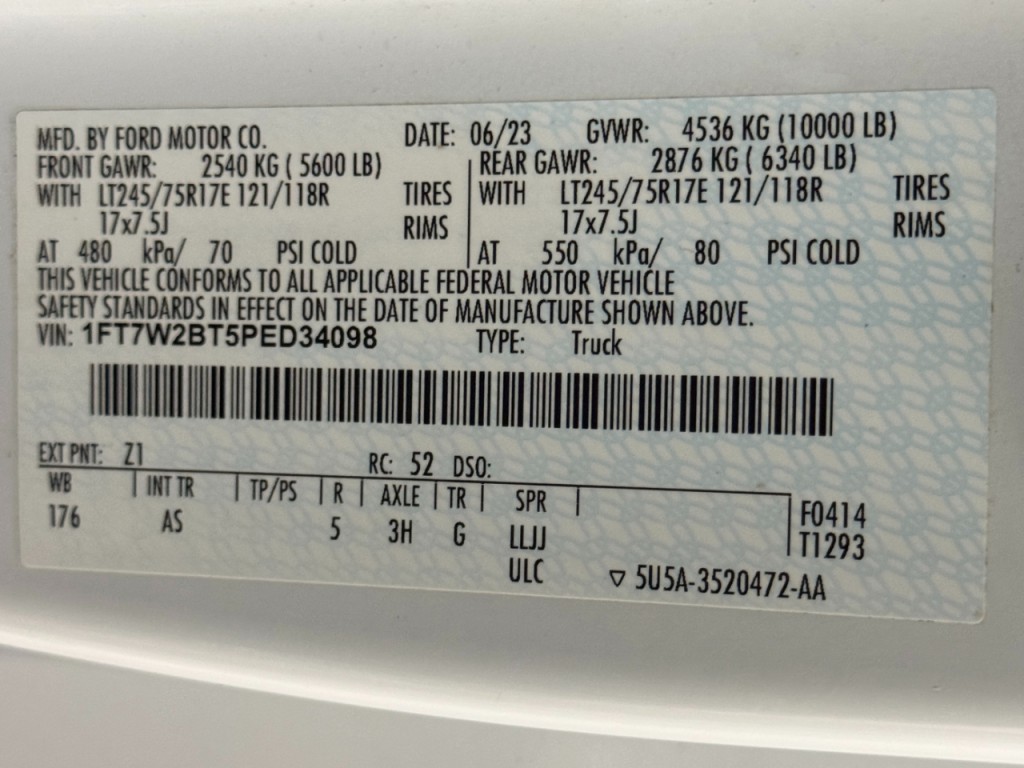 MFD. BY FORD MOTOR CO. DATE: 06/23 GVWR: 4536 KG (10000 LB)
FRONT GAWR: 2540 KG ( 5600 LB) REAR GAWR: 2876 KG ( 6340 LB)
WITH LT245/75R17E 121/118R TIRES WITH LT245/75R17E 121/118R TIRES
17x7.5J RIMS 17x7.5J RIMS
AT 480 kPa/ 70 PSI COLD AT 550 kPa/ 80 PSI COLD
THIS VEHICLE CONFORMS TO ALL APPLICABLE FEDERAL MOTOR VEHICLE
SAFETY STANDARDS IN EFFECT ON THE DATE OF MANUFACTURE SHOWN ABOVE.
VIN: 1FT7W2BT5PED34098 TYPE: Truck
EXT PNT: Z1 RC: 52 DSO:
WB INT TR TP/PS R AXLE TR SPR F0414
176 AS 5 3H G LLJJ T1293
ULC ▽ 5U5A-3520472-AA